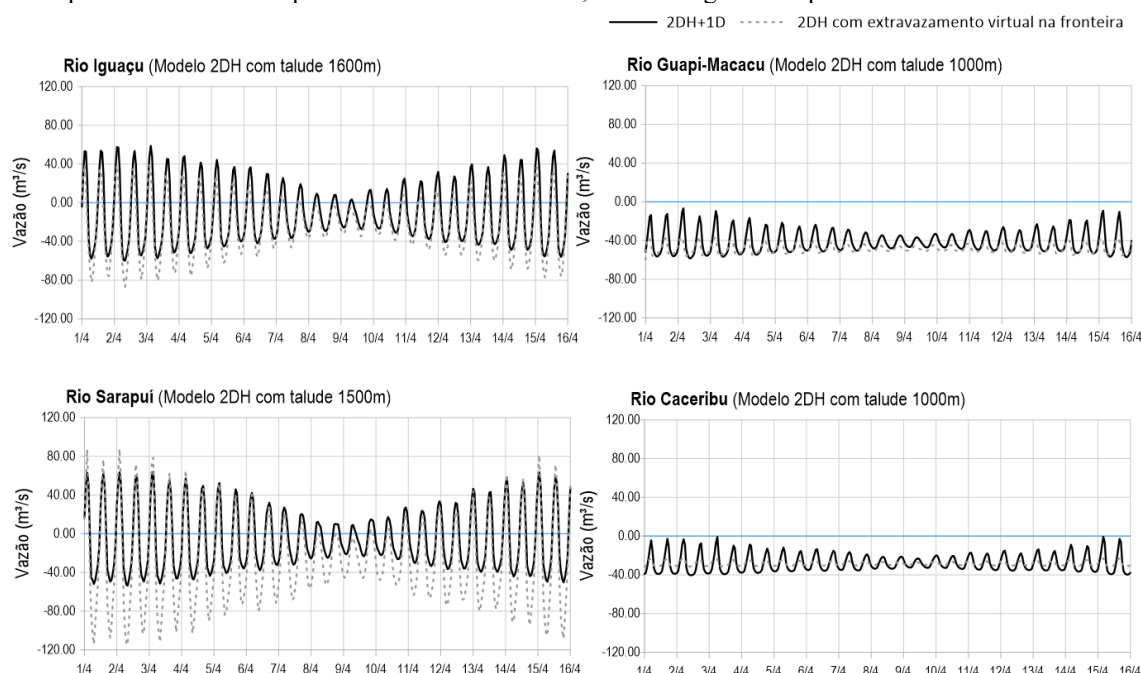 2DH+1D 2DH com extravazamento virtual na fronteira
Rio Iguaçu (Modelo 2DH com talude 1600m)
120.00
80.00
40.00
0.00
-40.00
-80.00
-120.00
Vazão (m³/s)
1/4 2/4 3/4 4/4 5/4 6/4 7/4 8/4 9/4 10/4 11/4 12/4 13/4 14/4 15/4 16/4
Rio Guapi-Macacu (Modelo 2DH com talude 1000m)
120.00
80.00
40.00
0.00
-40.00
-80.00
-120.00
Vazão (m³/s)
1/4 2/4 3/4 4/4 5/4 6/4 7/4 8/4 9/4 10/4 11/4 12/4 13/4 14/4 15/4 16/4
Rio Sarapuí (Modelo 2DH com talude 1500m)
120.00
80.00
40.00
0.00
-40.00
-80.00
-120.00
Vazão (m³/s)
1/4 2/4 3/4 4/4 5/4 6/4 7/4 8/4 9/4 10/4 11/4 12/4 13/4 14/4 15/4 16/4
Rio Caceribu (Modelo 2DH com talude 1000m)
120.00
80.00
40.00
0.00
-40.00
-80.00
-120.00
Vazão (m³/s)
1/4 2/4 3/4 4/4 5/4 6/4 7/4 8/4 9/4 10/4 11/4 12/4 13/4 14/4 15/4 16/4